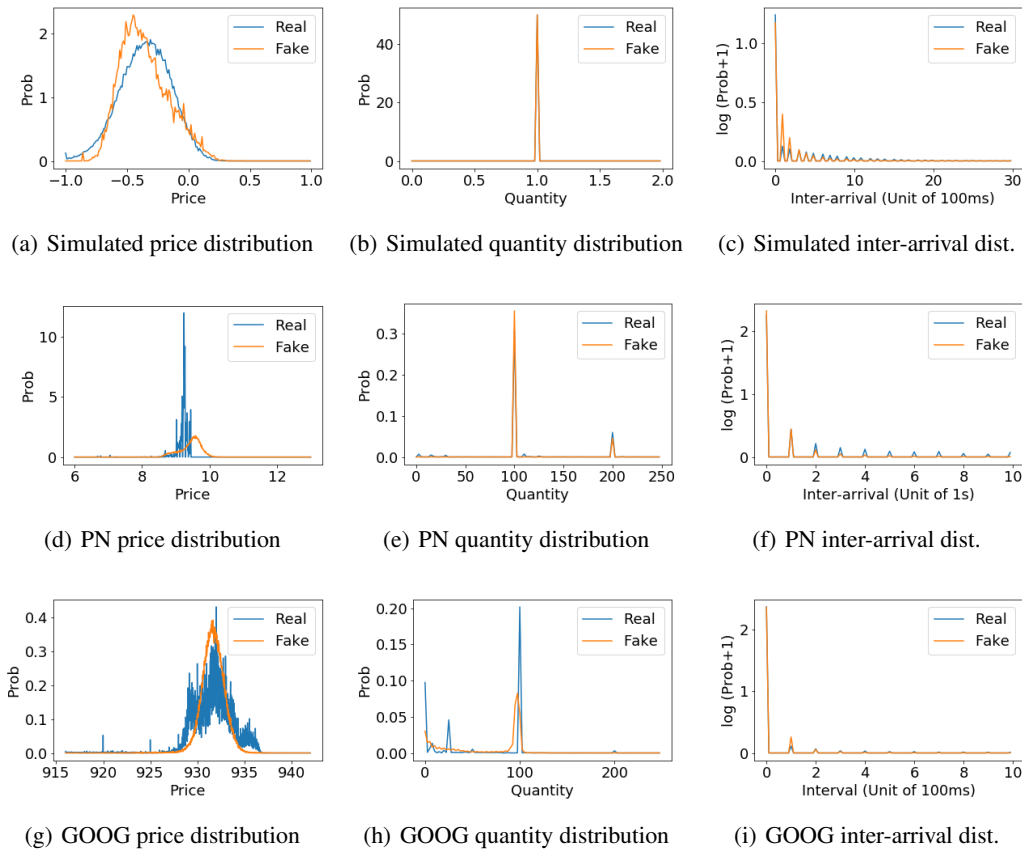 2
1
0
Prob
Real
Fake
−1.0 −0.5 0.0 0.5 1.0
Price
(a) Simulated price distribution
40
20
0
Prob
Real
Fake
0.0 0.5 1.0 1.5 2.0
Quantity
(b) Simulated quantity distribution
1.0
0.5
0.0
log (Prob+1)
Real
Fake
0 10 20 30
Inter-arrival (Unit of 100ms)
(c) Simulated inter-arrival dist.
10
5
0
Prob
Real
Fake
6 8 10 12
Price
(d) PN price distribution
0.3
0.2
0.1
0.0
Prob
Real
Fake
0 50 100 150 200 250
Quantity
(e) PN quantity distribution
2
1
0
log (Prob+1)
Real
Fake
0 2 4 6 8 10
Inter-arrival (Unit of 1s)
(f) PN inter-arrival dist.
0.4
0.3
0.2
0.1
0.0
Prob
Real
Fake
915 920 925 930 935 940
Price
(g) GOOG price distribution
0.20
0.15
0.10
0.05
0.00
Prob
Real
Fake
0 100 200
Quantity
(h) GOOG quantity distribution
2
1
0
log (Prob+1)
Real
Fake
0 2 4 6 8 10
Interval (Unit of 100ms)
(i) GOOG inter-arrival dist.